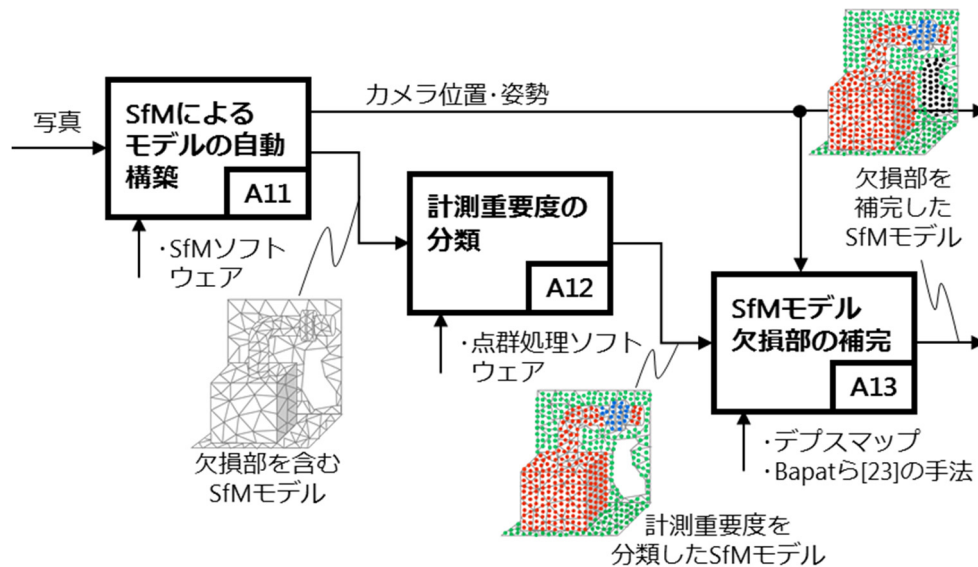 写真
SfMによる
モデルの自動
構築
A11
・SfMソフト
ウェア
カメラ位置・姿勢
計測重要度の
分類
A12
・点群処理ソフト
ウェア
欠損部を含む
SfMモデル
欠損部を
補完した
SfMモデル
SfMモデル
欠損部の補完
A13
・デプスマップ
・Bapatら[23]の手法
計測重要度を
分類したSfMモデル